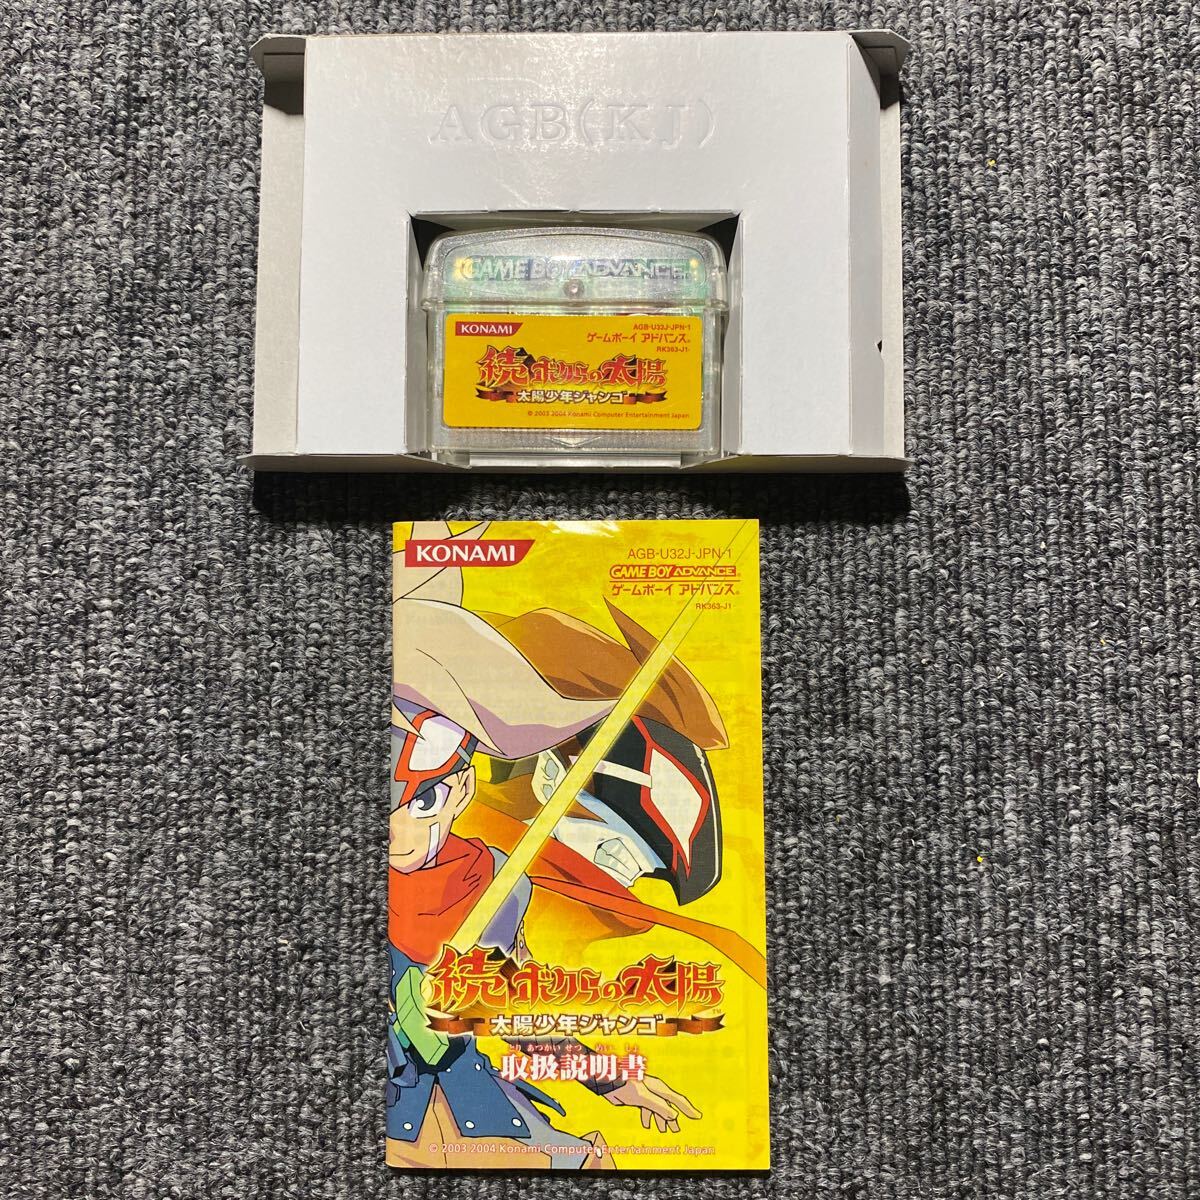 AGB(KJ)
GAME BOY ADVANCE
KONAMI
AGB-U32J-JPN-1
ゲームボーイ アドバンス®
RK363-J1
続 ボクらの太陽
太陽少年ジャンゴ
© 2003 2004 Konami Computer Entertainment Japan
KONAMI
AGB-U32J-JPN-1
GAME BOY ADVANCE
ゲームボーイ アドバンス®
RK363-J1
続 ボクらの太陽
太陽少年ジャンゴ™
とり あつかい せつ めい しょ
取扱説明書
© 2003 2004 Konami Computer Entertainment Japan